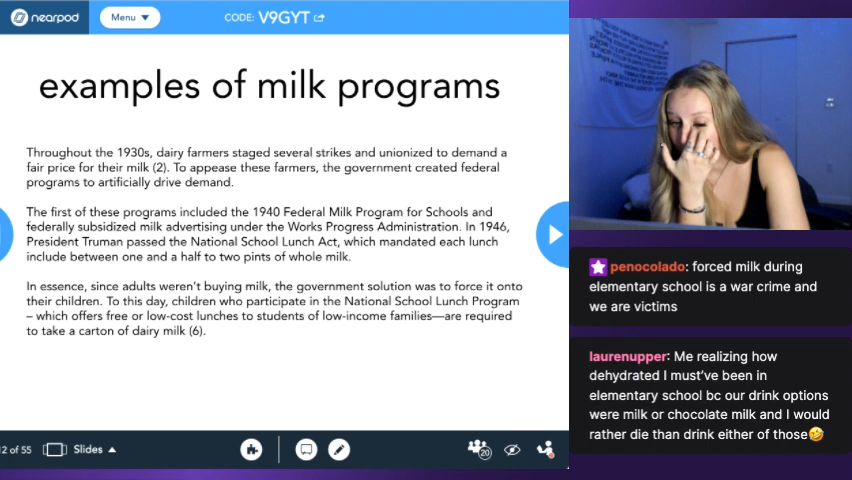 nearpod
Menu ▼
CODE: V9GYT
examples of milk programs
Throughout the 1930s, dairy farmers staged several strikes and unionized to demand a
fair price for their milk (2). To appease these farmers, the government created federal
programs to artificially drive demand.
The first of these programs included the 1940 Federal Milk Program for Schools and
federally subsidized milk advertising under the Works Progress Administration. In 1946,
President Truman passed the National School Lunch Act, which mandated each lunch
include between one and a half to two pints of whole milk.
In essence, since adults weren't buying milk, the government solution was to force it onto
their children. To this day, children who participate in the National School Lunch Program
– which offers free or low-cost lunches to students of low-income families—are required
to take a carton of dairy milk (6).
2 of 55
Slides ▲
20
penocolado: forced milk during
elementary school is a war crime and
we are victims
laurenupper: Me realizing how
dehydrated I must've been in
elementary school bc our drink options
were milk or chocolate milk and I would
rather die than drink either of those🤣